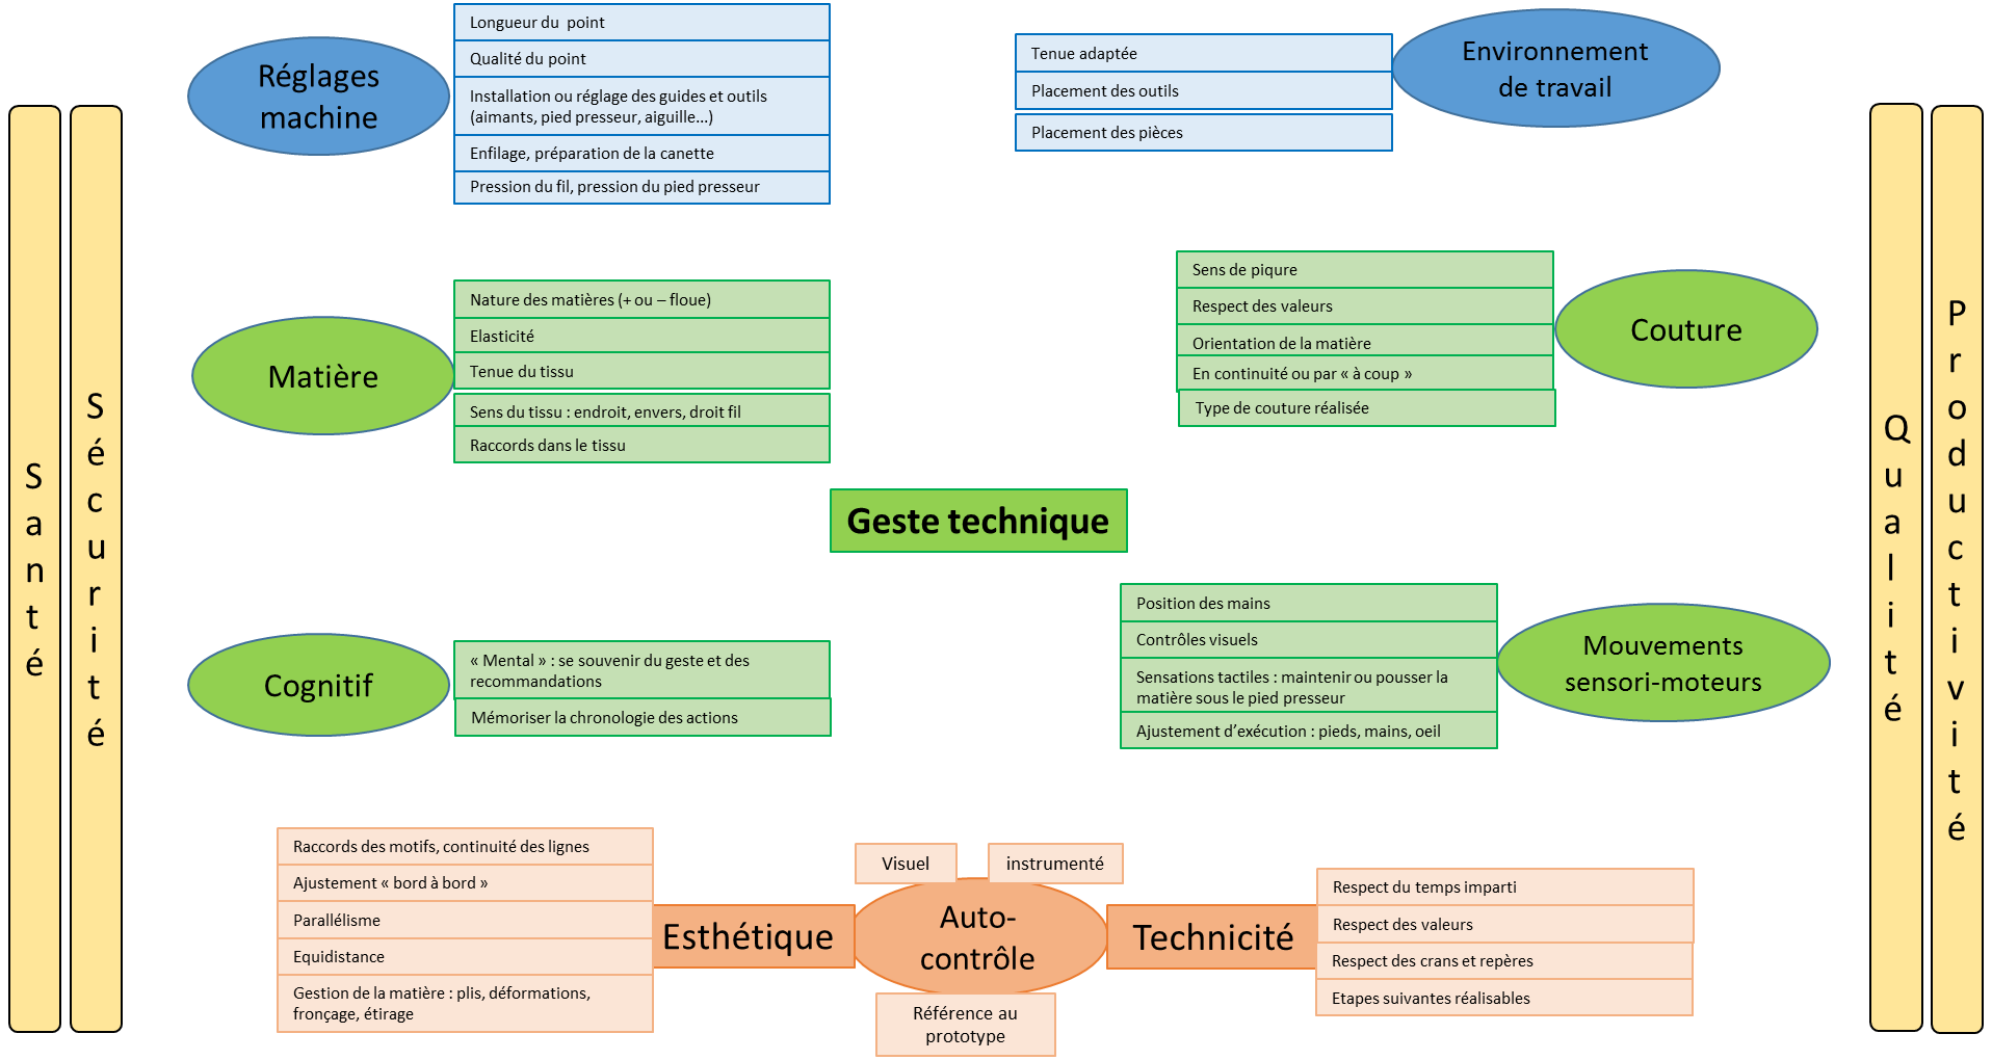 Santé
Sécurité
Réglages
machine
Longueur du point
Qualité du point
Installation ou réglage des guides et outils
(aimants, pied presseur, aiguille...)
Enfilage, préparation de la canette
Pression du fil, pression du pied presseur
Environnement
de travail
Tenue adaptée
Placement des outils
Placement des pièces
Matière
Nature des matières (+ ou – floue)
Elasticité
Tenue du tissu
Sens du tissu : endroit, envers, droit fil
Raccords dans le tissu
Couture
Sens de piqure
Respect des valeurs
Orientation de la matière
En continuité ou par « à coup »
Type de couture réalisée
Geste technique
Cognitif
« Mental » : se souvenir du geste et des
recommandations
Mémoriser la chronologie des actions
Mouvements
sensori-moteurs
Position des mains
Contrôles visuels
Sensations tactiles : maintenir ou pousser la
matière sous le pied presseur
Ajustement d’exécution : pieds, mains, oeil
Raccords des motifs, continuité des lignes
Ajustement « bord à bord »
Parallélisme
Equidistance
Gestion de la matière : plis, déformations,
fronçage, étirage
Esthétique
Visuel
instrumenté
Auto-
contrôle
Référence au
prototype
Technicité
Respect du temps imparti
Respect des valeurs
Respect des crans et repères
Etapes suivantes réalisables
Qualité
Productivité